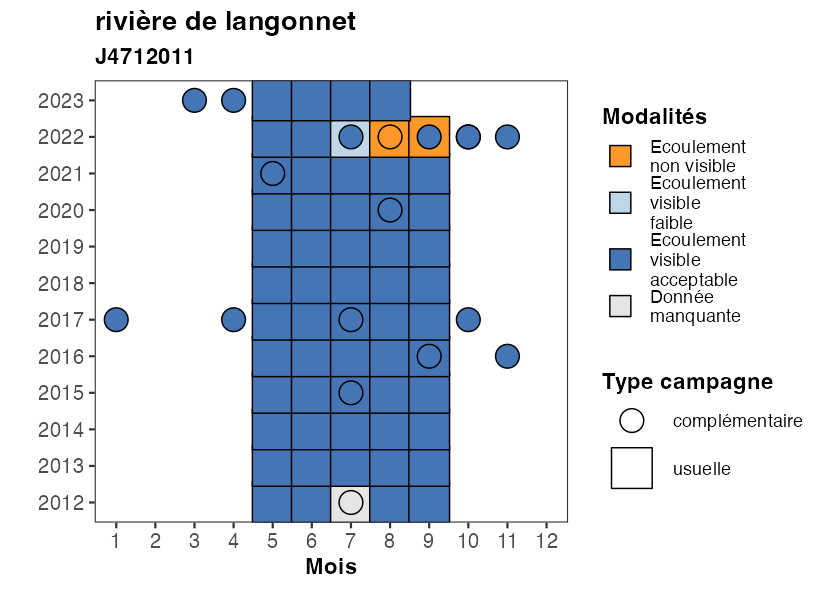 rivière de langonnet
J4712011
2023
2022
2021
2020
2019
2018
2017
2016
2015
2014
2013
2012
1 2 3 4 5 6 7 8 9 10 11 12
Mois
Modalités
Ecoulement
non visible
Ecoulement
visible
faible
Ecoulement
visible
acceptable
Donnée
manquante
Type campagne
complémentaire
usuelle